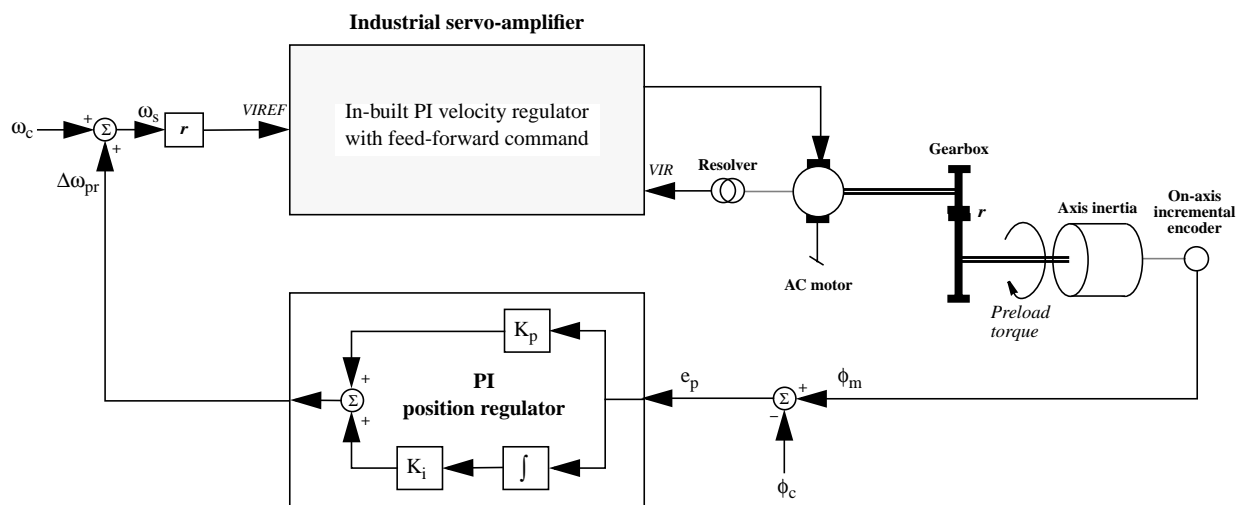 Industrial servo-amplifier
ω_c
+
Σ
+
ω_s
r
VIREF
In-built PI velocity regulator
with feed-forward command
VIR
Resolver
AC motor
Gearbox
r
Preload
torque
Axis inertia
On-axis
incremental
encoder
Δω_pr
K_p
+
Σ
+
PI
position regulator
K_i
∫
e_p
+
Σ
−
ϕ_m
ϕ_c